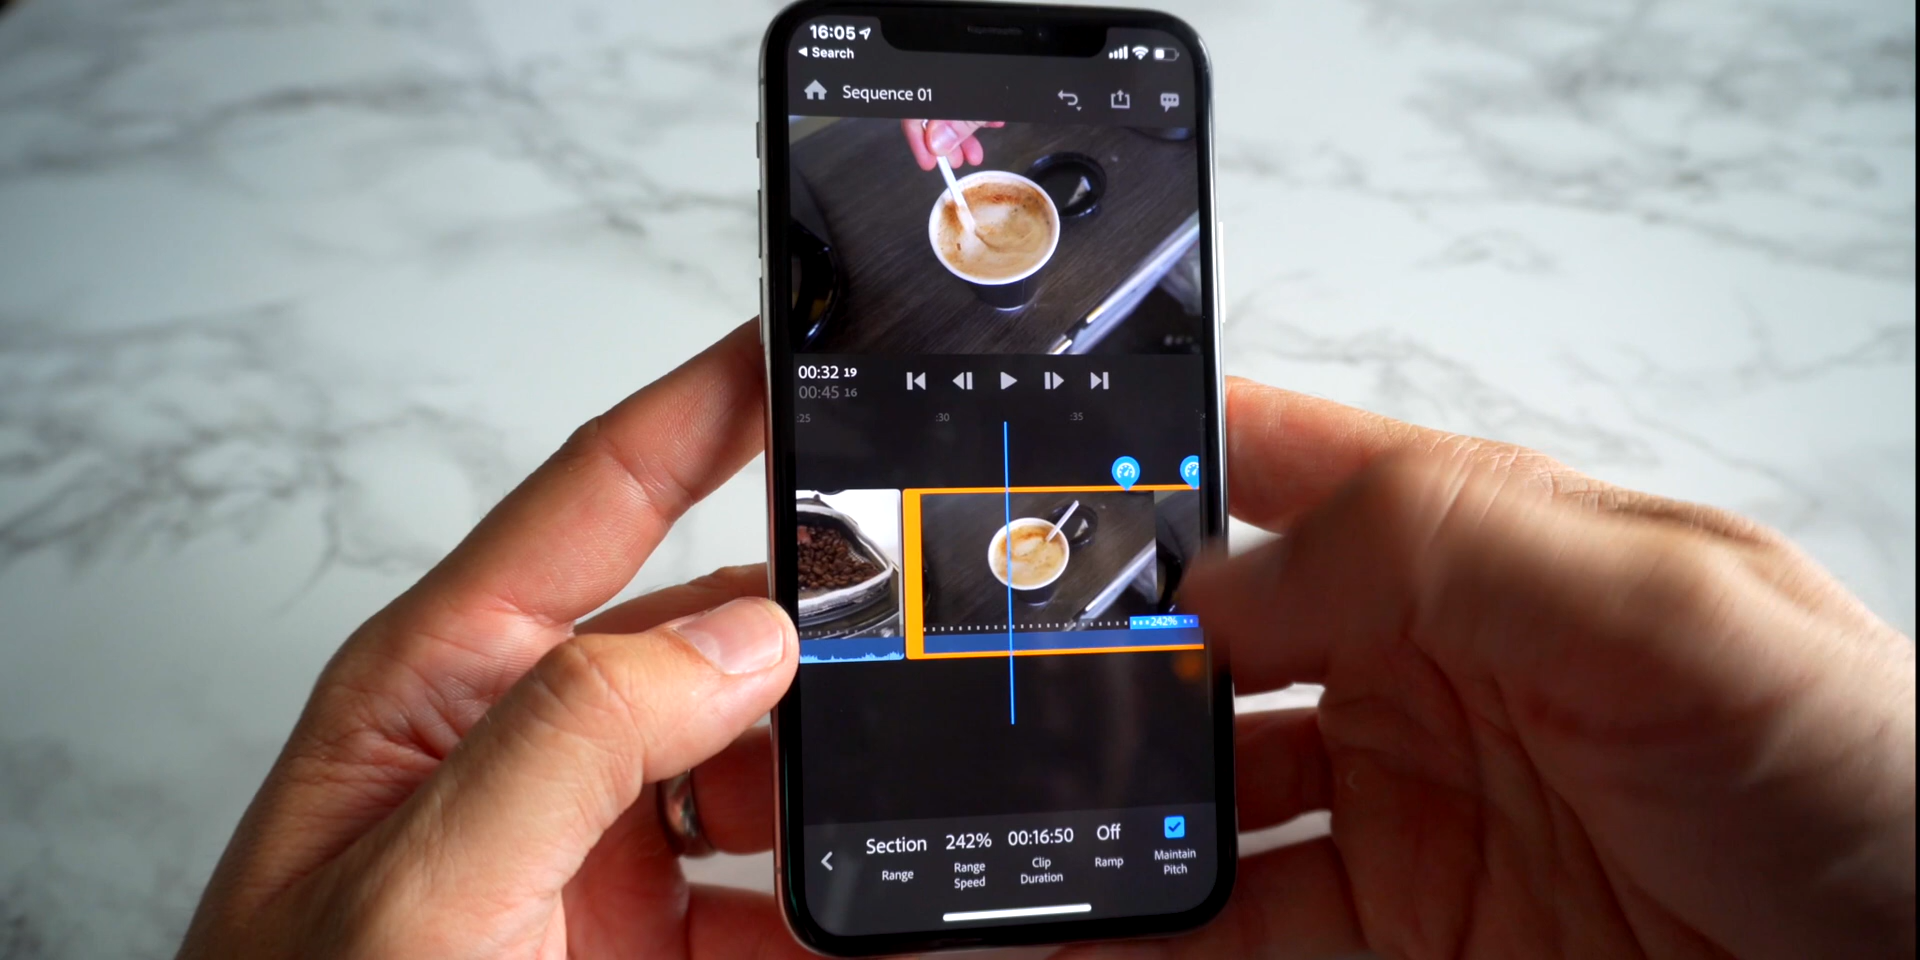 16:05
Search
Sequence 01
00:32 19
00:45 16
:25 :30 :35
242%
Section 242% 00:16:50 Off
Range Range Speed Clip Duration Ramp Maintain Pitch